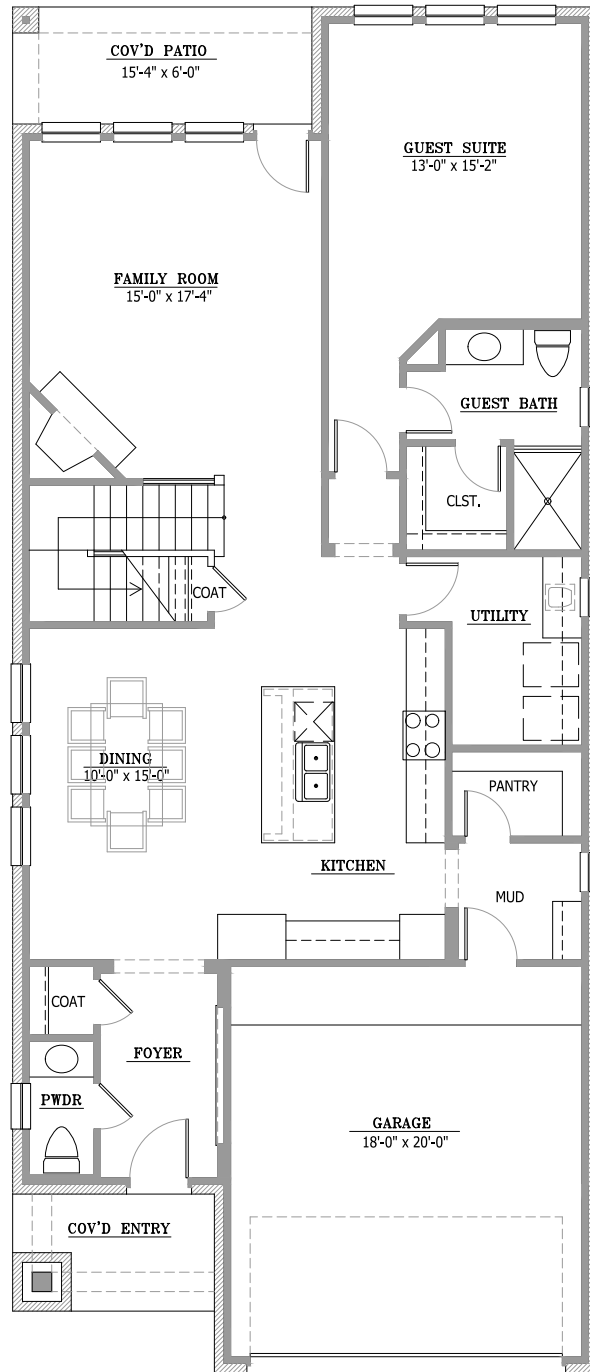 COV'D PATIO
15'-4" x 6'-0"
GUEST SUITE
13'-0" x 15'-2"
FAMILY ROOM
15'-0" x 17'-4"
GUEST BATH
CLST.
COAT
UTILITY
DINING
10'-0" x 15'-0"
PANTRY
KITCHEN
MUD
COAT
FOYER
PWDR
GARAGE
18'-0" x 20'-0"
COV'D ENTRY